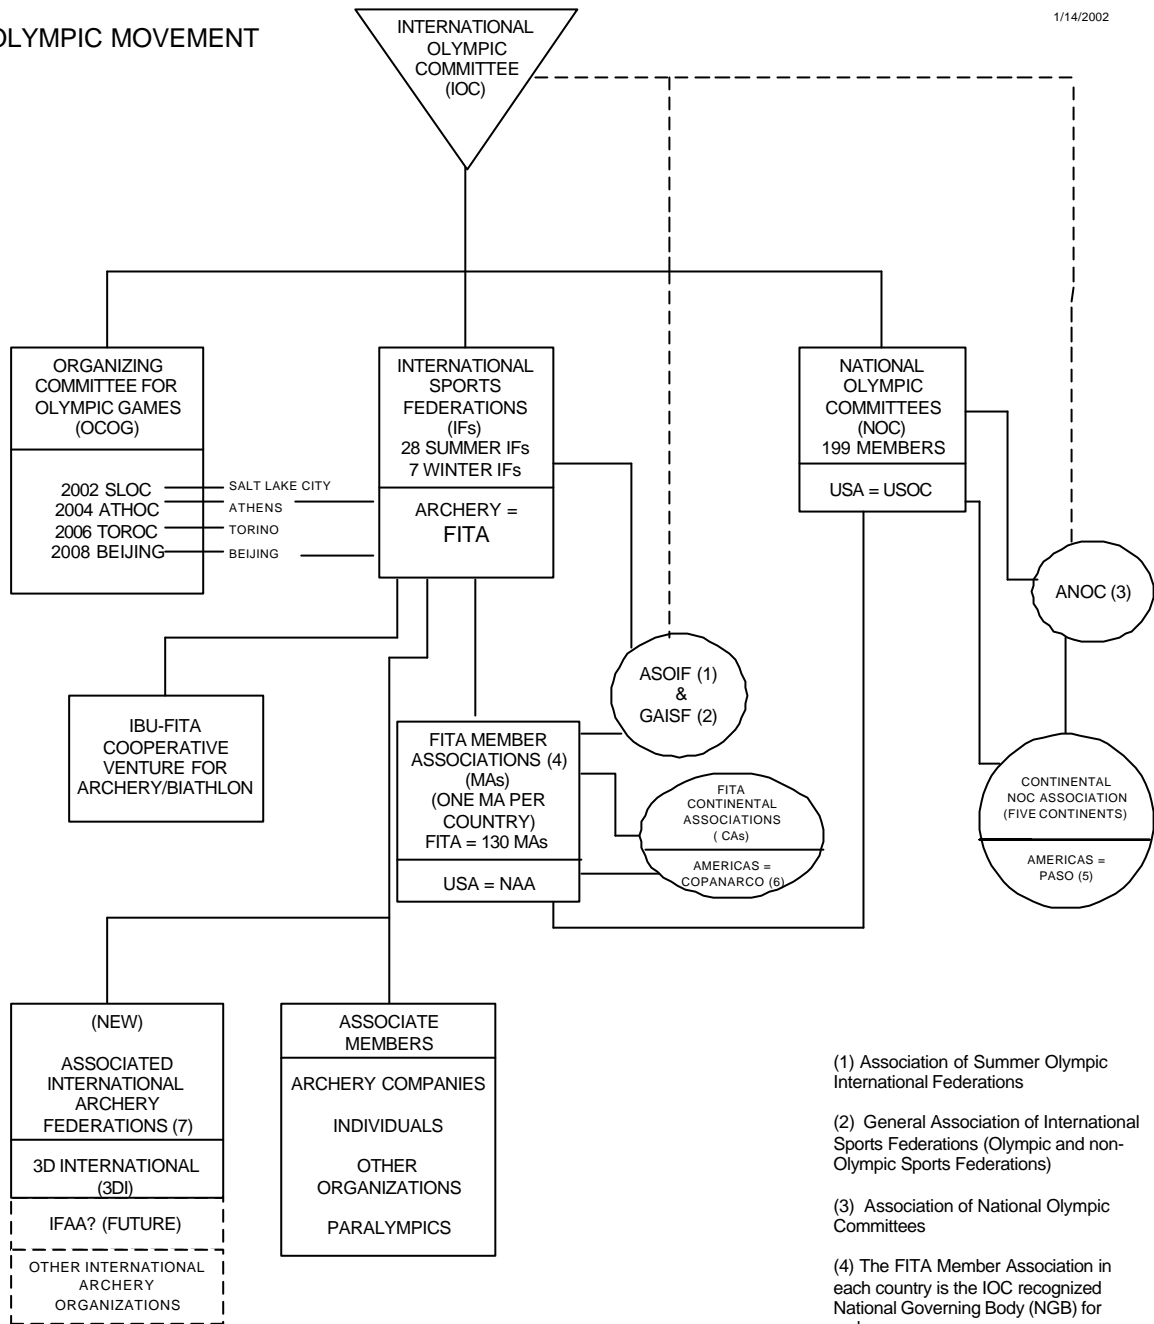 1/14/2002
OLYMPIC MOVEMENT
INTERNATIONAL
OLYMPIC
COMMITTEE
(IOC)
ORGANIZING
COMMITTEE FOR
OLYMPIC GAMES
(OCOG)
2002 SLOC
2004 ATHOC
2006 TOROC
2008 BEIJING
SALT LAKE CITY
ATHENS
TORINO
BEIJING
INTERNATIONAL
SPORTS
FEDERATIONS
(IFs)
28 SUMMER IFs
7 WINTER IFs
ARCHERY =
FITA
NATIONAL
OLYMPIC
COMMITTEES
(NOC)
199 MEMBERS
USA = USOC
ANOC (3)
ASOIF (1)
&
GAISF (2)
IBU-FITA
COOPERATIVE
VENTURE FOR
ARCHERY/BIATHLON
FITA MEMBER
ASSOCIATIONS (4)
(MAs)
(ONE MA PER
COUNTRY)
FITA = 130 MAs
USA = NAA
FITA
CONTINENTAL
ASSOCIATIONS
( CAs)
AMERICAS =
COPANARCO (6)
CONTINENTAL
NOC ASSOCIATION
(FIVE CONTINENTS)
AMERICAS =
PASO (5)
(NEW)
ASSOCIATED
INTERNATIONAL
ARCHERY
FEDERATIONS (7)
3D INTERNATIONAL
(3DI)
IFAA? (FUTURE)
OTHER INTERNATIONAL
ARCHERY
ORGANIZATIONS
ASSOCIATE
MEMBERS
ARCHERY COMPANIES
INDIVIDUALS
OTHER
ORGANIZATIONS
PARALYMPICS
(1) Association of Summer Olympic
International Federations
(2) General Association of International
Sports Federations (Olympic and non-
Olympic Sports Federations)
(3) Association of National Olympic
Committees
(4) The FITA Member Association in
each country is the IOC recognized
National Governing Body (NGB) for